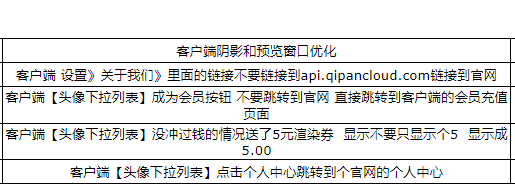 客户端阴影和预览窗口优化
客户端 设置》关于我们》里面的链接不要链接到api.qipancloud.com链接到官网
客户端【头像下拉列表】成为会员按钮 不要跳转到官网 直接跳转到客户端的会员充值
页面
客户端【头像下拉列表】没冲过钱的情况送了5元渲染券 显示不要只显示个5 显示成
5.00
客户端【头像下拉列表】点击个人中心跳转到个官网的个人中心